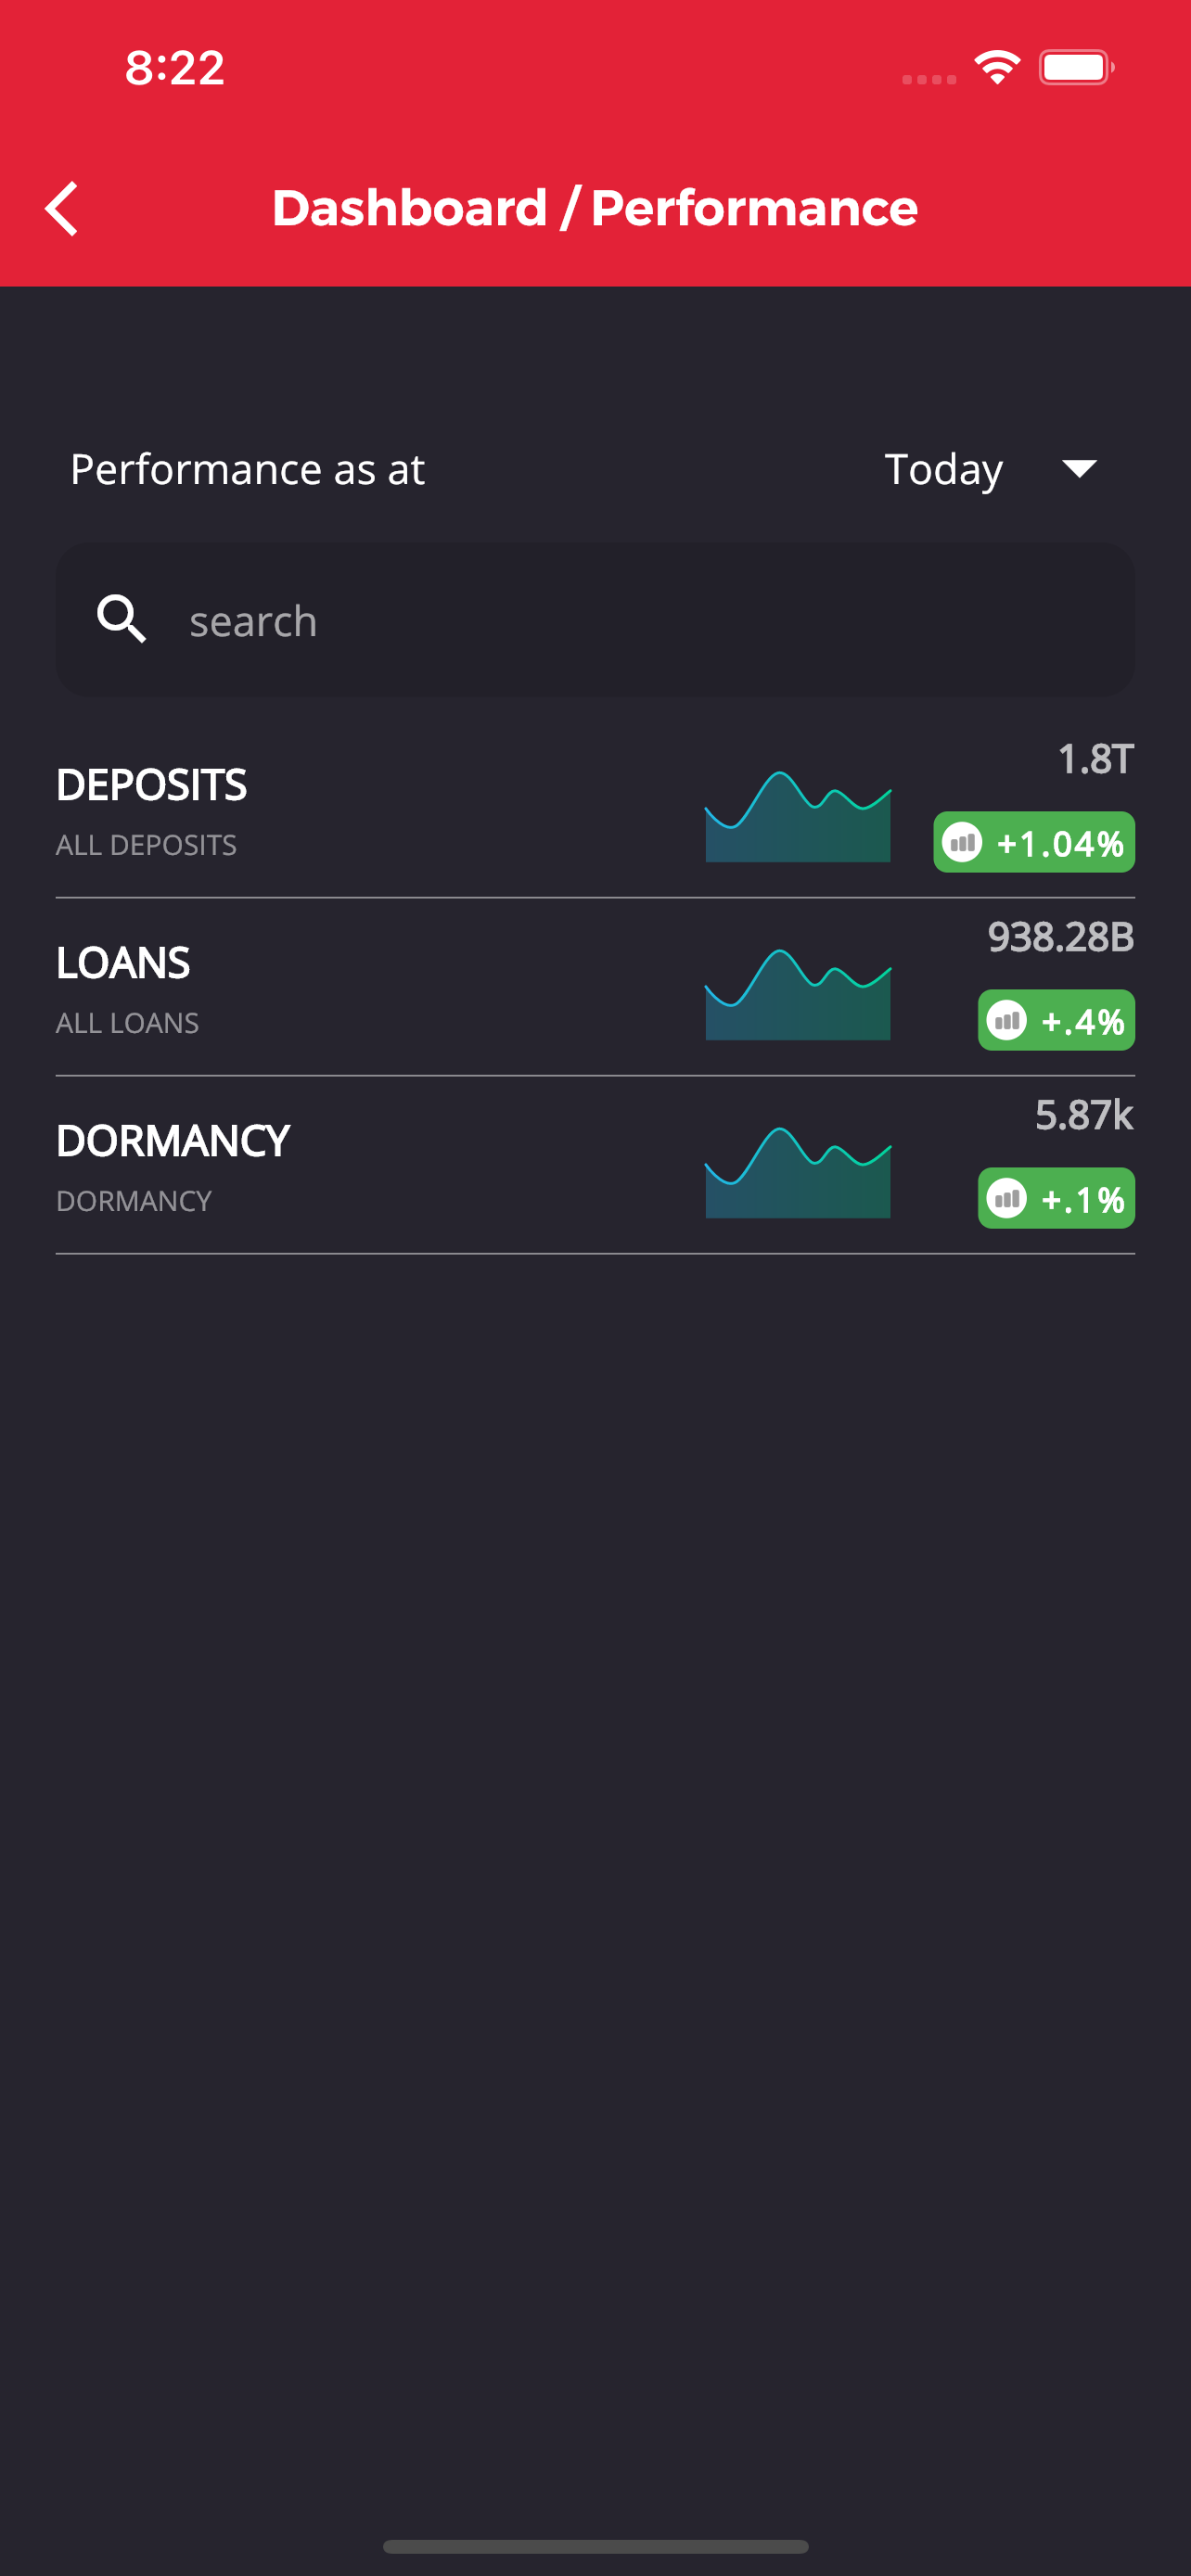 8:22
Dashboard / Performance
Performance as at Today
search
DEPOSITS
ALL DEPOSITS
1.8T
+1.04%
LOANS
ALL LOANS
938.28B
+.4%
DORMANCY
DORMANCY
5.87k
+.1%